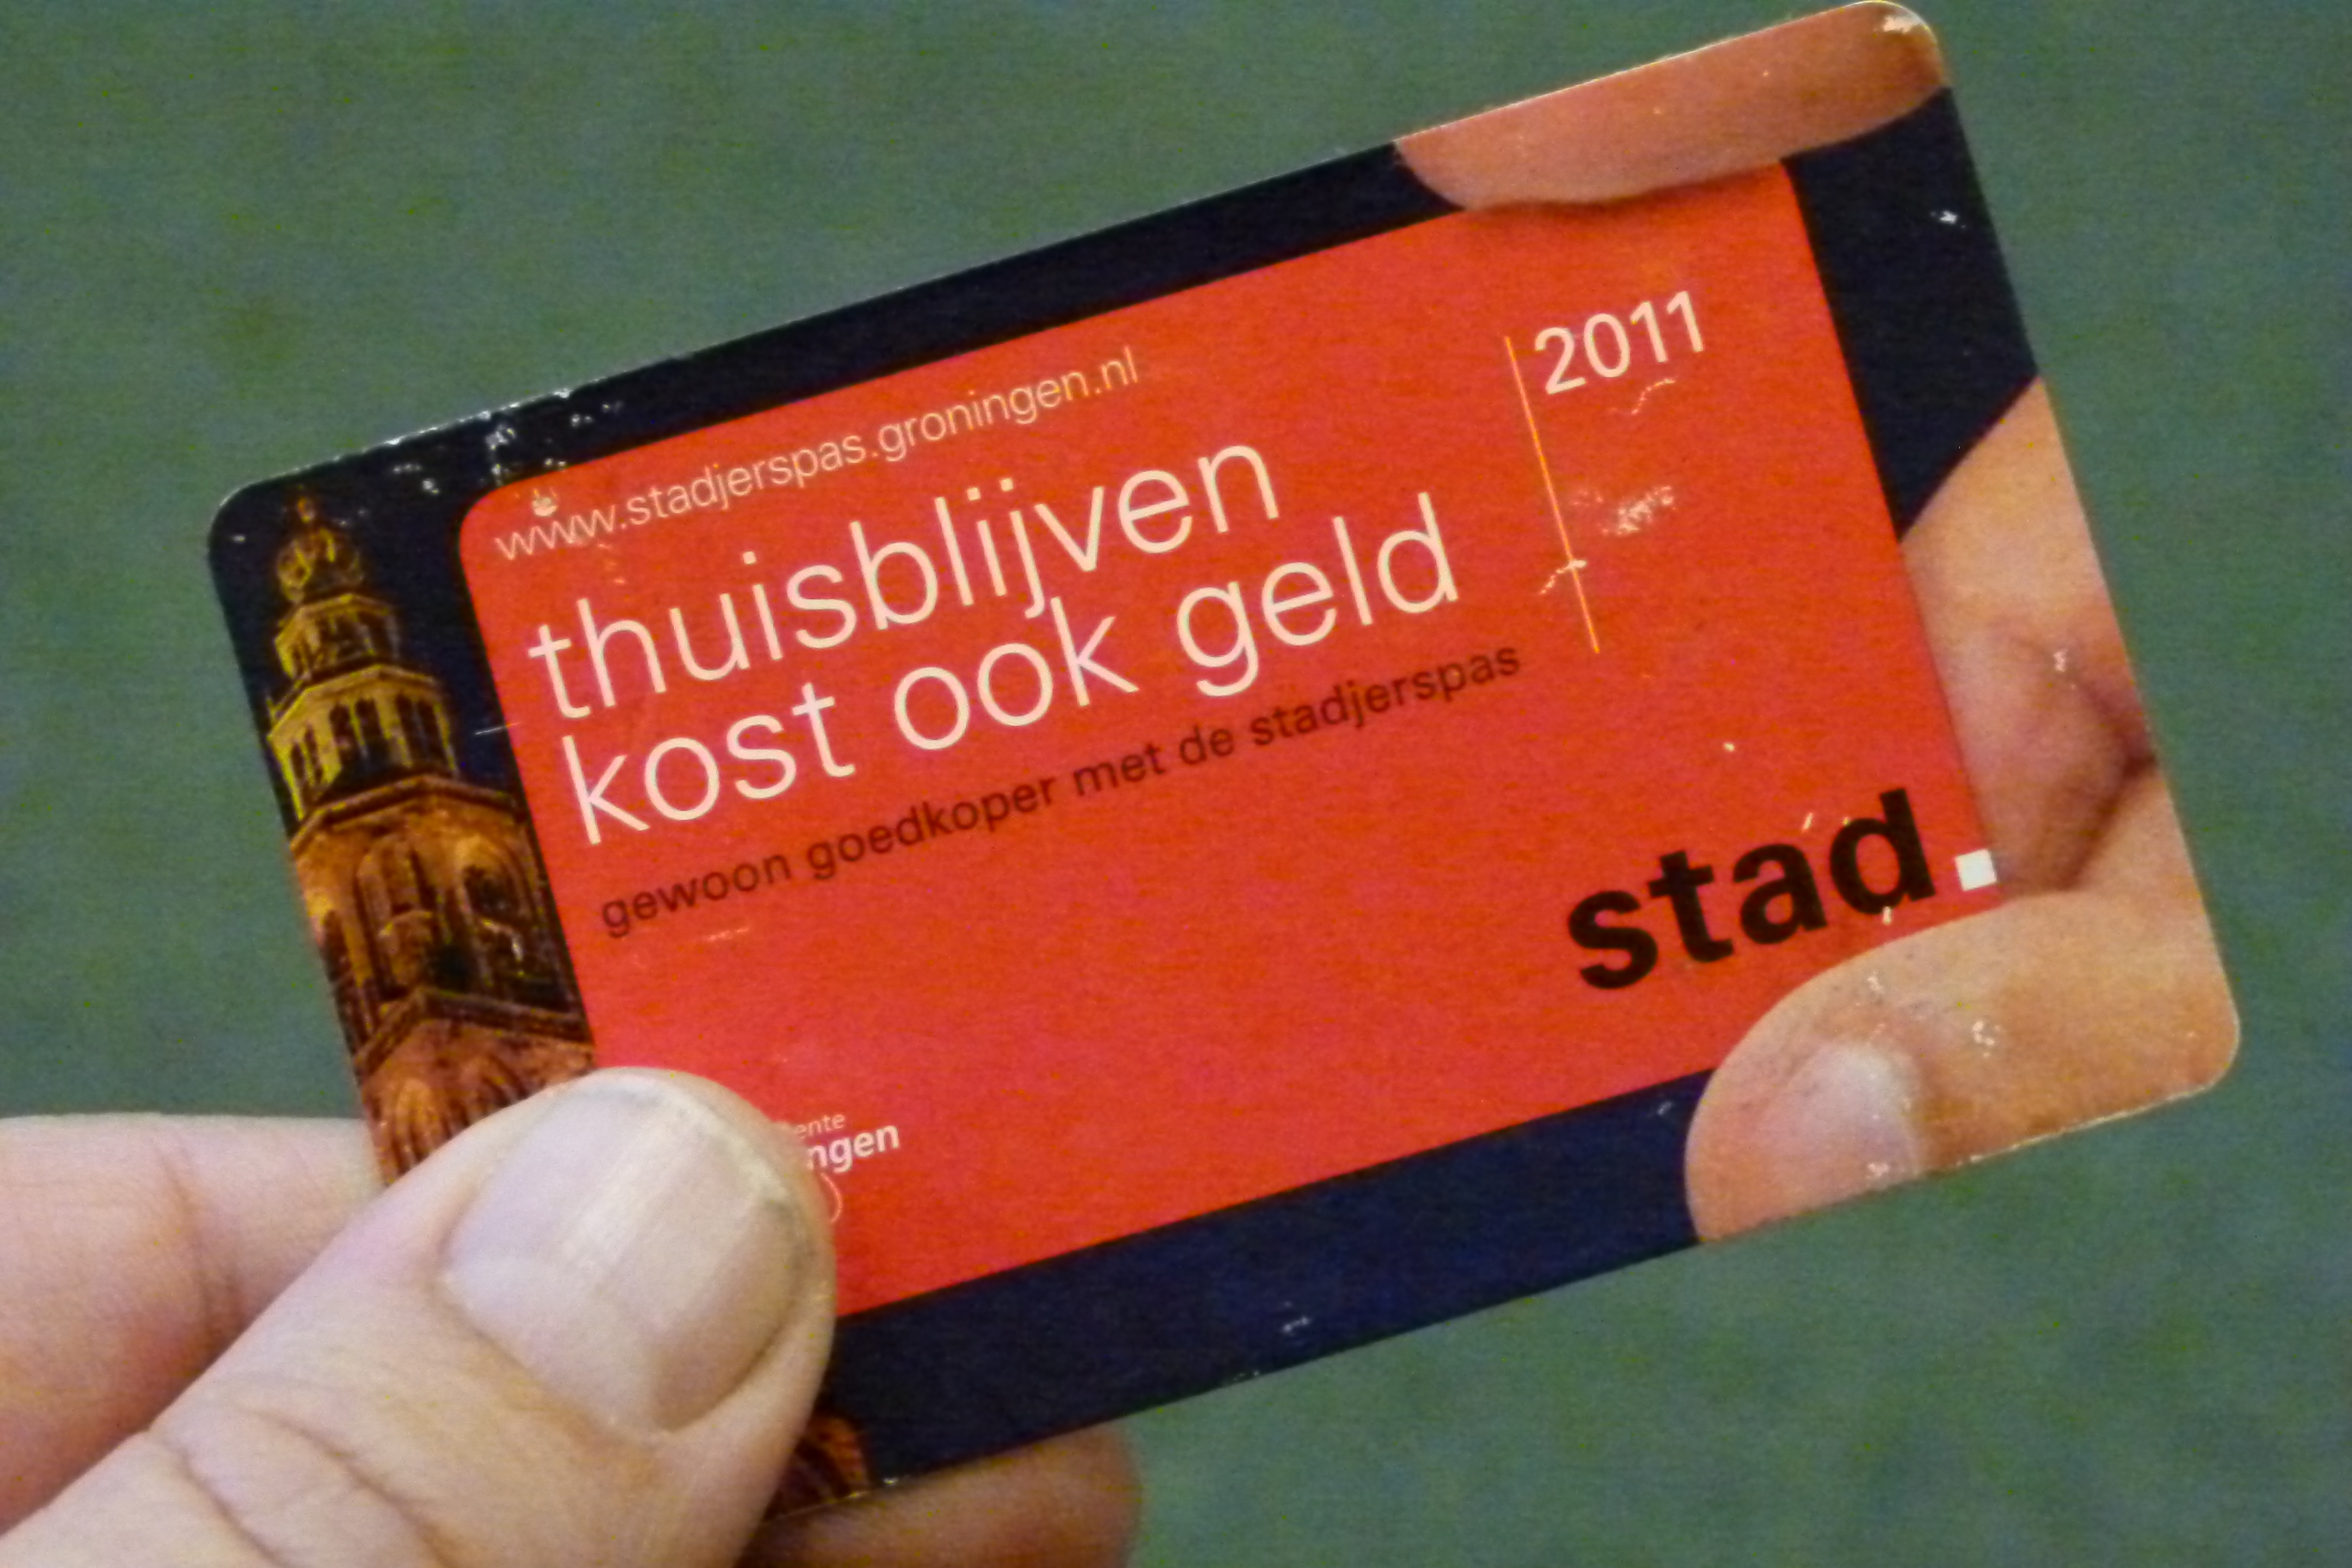 www.stadjerspas.groningen.nl
2011
thuisblijven
kost ook geld
gewoon goedkoper met de stadjerspas
stad.